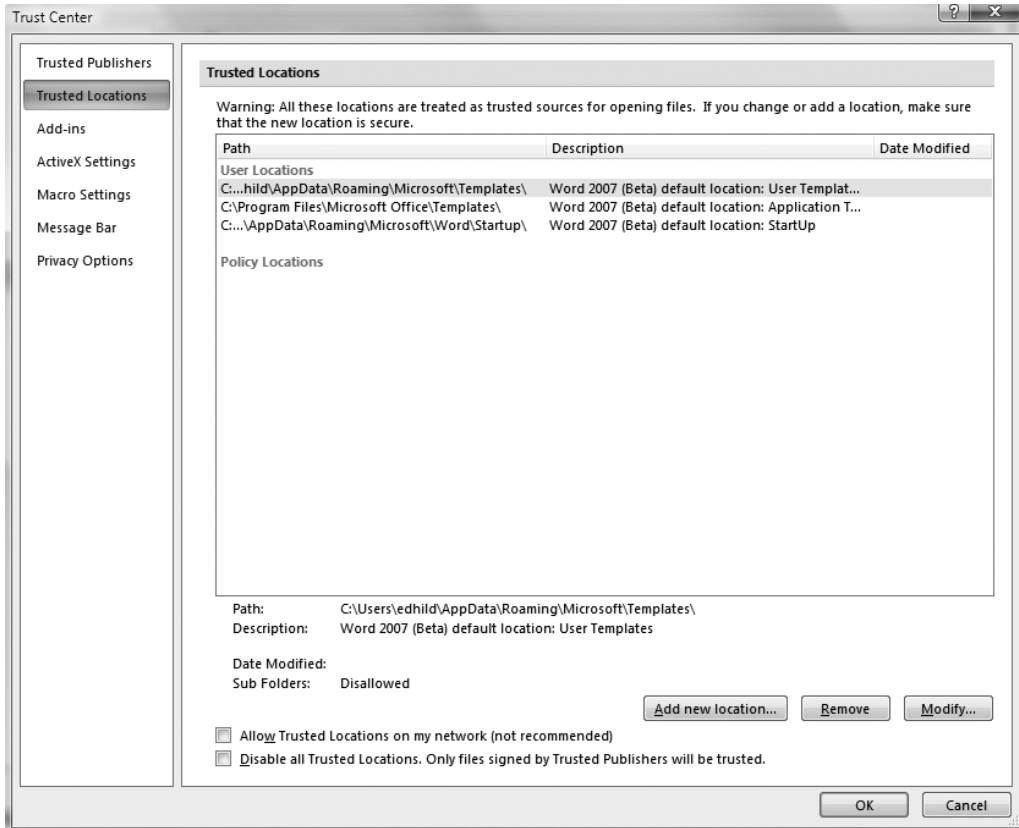 Trust Center
Trusted Publishers
Trusted Locations
Add-ins
ActiveX Settings
Macro Settings
Message Bar
Privacy Options
Trusted Locations
Warning: All these locations are treated as trusted sources for opening files. If you change or add a location, make sure
that the new location is secure.
Path Description Date Modified
User Locations
C:...hild\AppData\Roaming\Microsoft\Templates\ Word 2007 (Beta) default location: User Templat...
C:\Program Files\Microsoft Office\Templates\ Word 2007 (Beta) default location: Application T...
C:...\AppData\Roaming\Microsoft\Word\Startup\ Word 2007 (Beta) default location: StartUp
Policy Locations
Path: C:\Users\edhild\AppData\Roaming\Microsoft\Templates\
Description: Word 2007 (Beta) default location: User Templates
Date Modified:
Sub Folders: Disallowed
Add new location... Remove Modify...
Allow Trusted Locations on my network (not recommended)
Disable all Trusted Locations. Only files signed by Trusted Publishers will be trusted.
OK Cancel